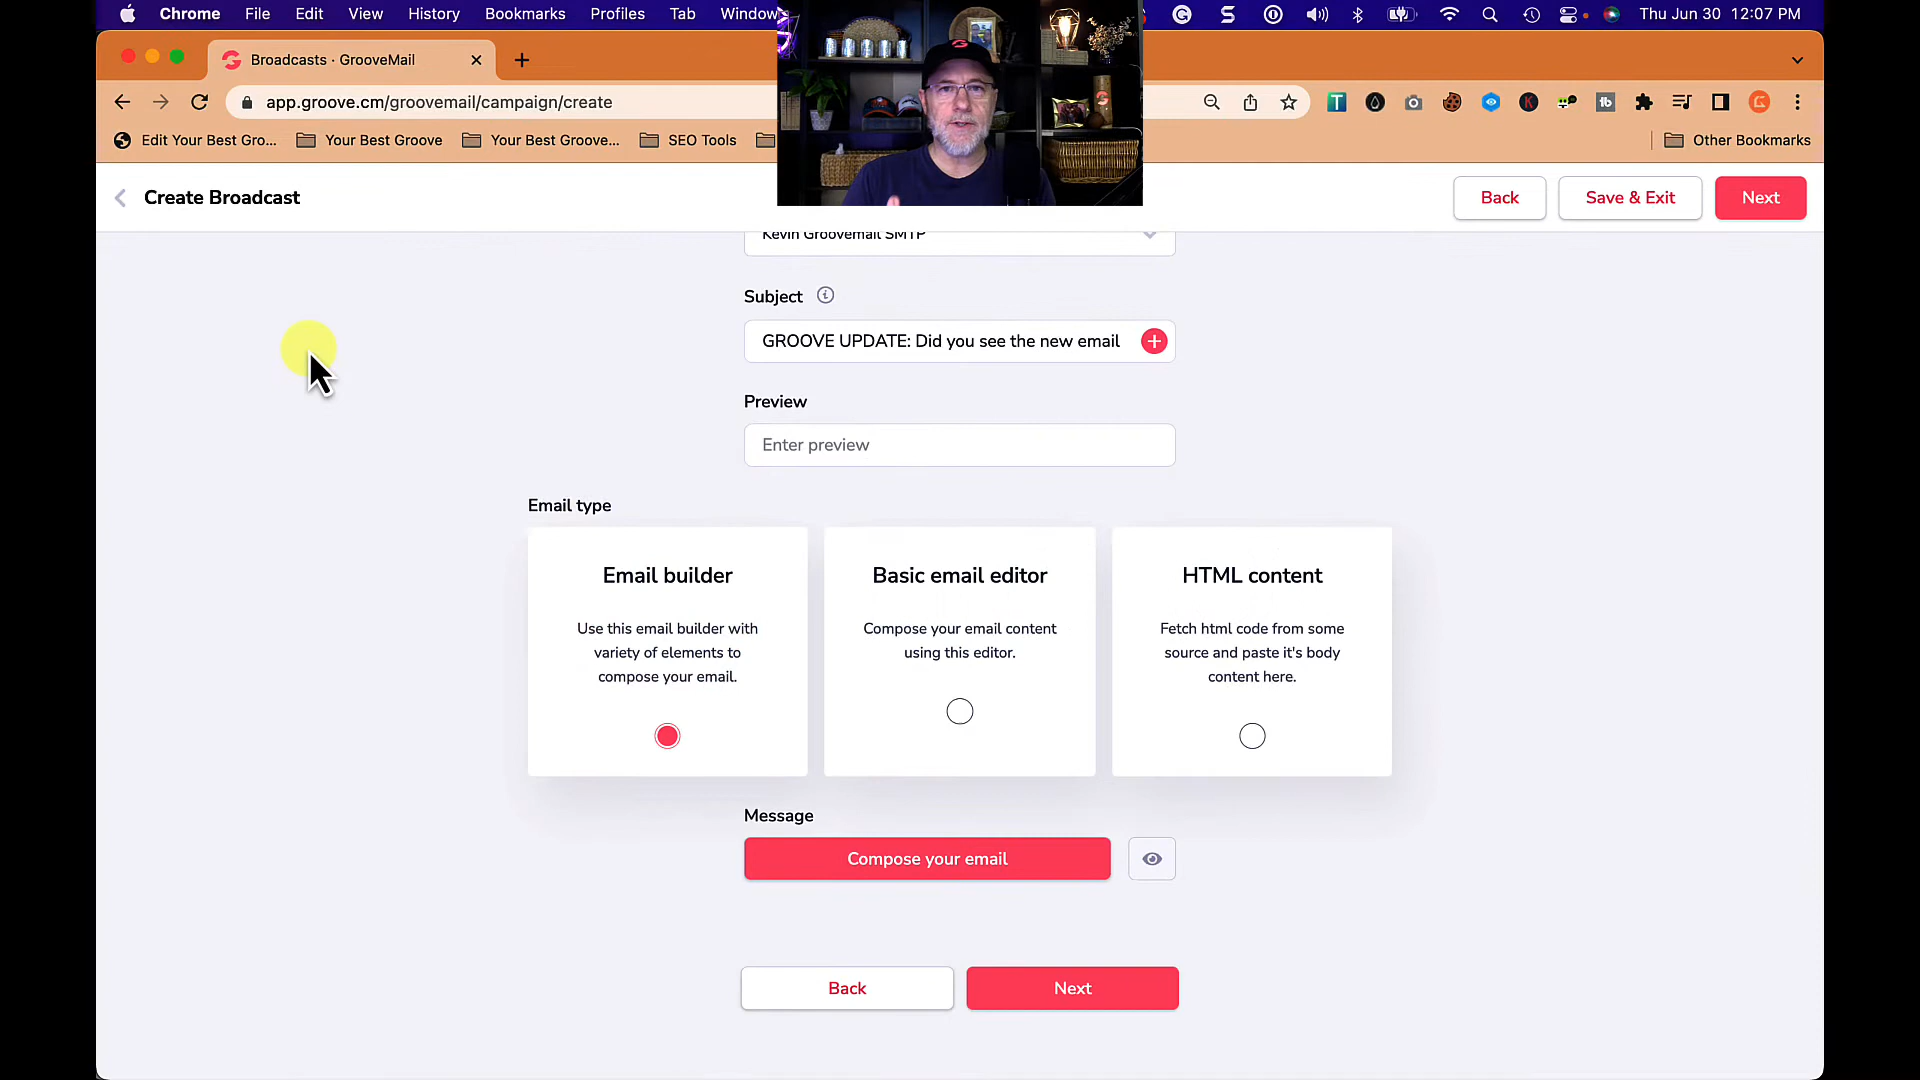 Chrome File Edit View History Bookmarks Profiles Tab Window Thu Jun 30 12:07 PM
Broadcasts · GrooveMail
app.groove.cm/groovemail/campaign/create
Edit Your Best Gro... Your Best Groove Your Best Groove... SEO Tools Other Bookmarks
Create Broadcast Back Save & Exit Next
Kevin Groovemail SMTP
Subject
GROOVE UPDATE: Did you see the new email
Preview
Enter preview
Email type
Email builder
Use this email builder with
variety of elements to
compose your email.
Basic email editor
Compose your email content
using this editor.
HTML content
Fetch html code from some
source and paste it's body
content here.
Message
Compose your email
Back Next